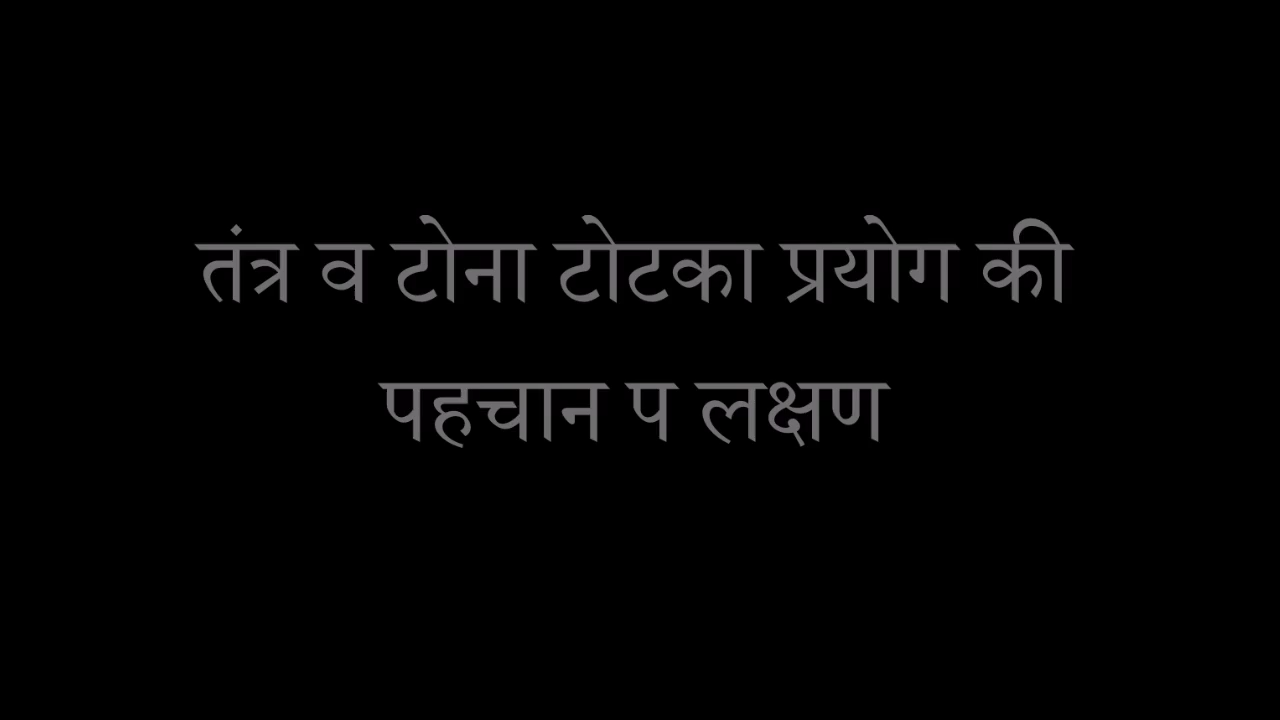 तंत्र व टोना टोटका प्रयोग की
पहचान प लक्षण